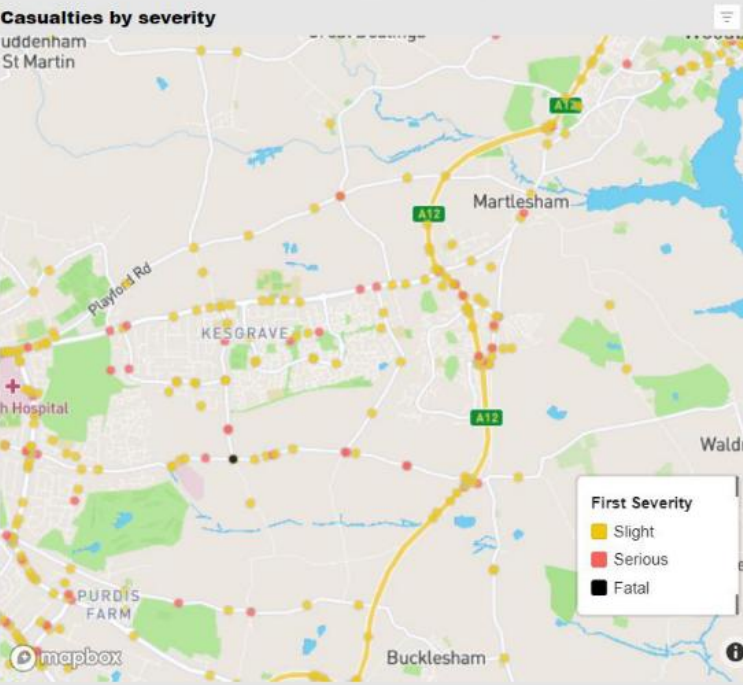 Casualties by severity
uddenham
St Martin
A12
Martlesham
A12
Playford Rd
KESGRAVE
h Hospital
A12
Wald
First Severity
Slight
Serious
Fatal
PURDIS
FARM
mapbox
Bucklesham